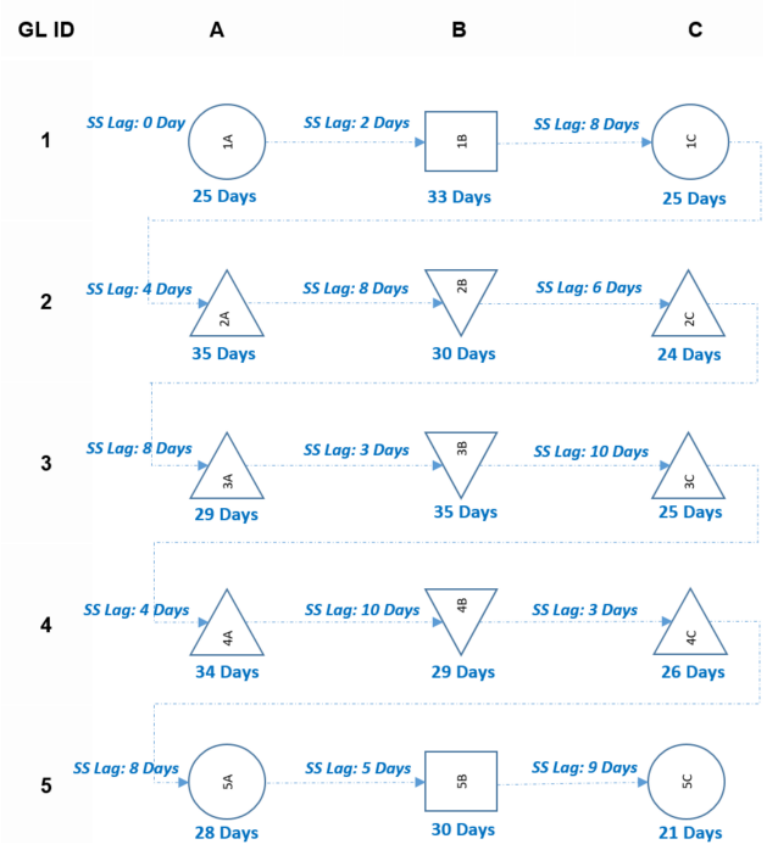 GL ID A B C
SS Lag: 0 Day SS Lag: 2 Days SS Lag: 8 Days
1 1A 1B 1C
25 Days 33 Days 25 Days
SS Lag: 4 Days SS Lag: 8 Days SS Lag: 6 Days
2 2A 2B 2C
35 Days 30 Days 24 Days
SS Lag: 8 Days SS Lag: 3 Days SS Lag: 10 Days
3 3A 3B 3C
29 Days 35 Days 25 Days
SS Lag: 4 Days SS Lag: 10 Days SS Lag: 3 Days
4 4A 4B 4C
34 Days 29 Days 26 Days
SS Lag: 8 Days SS Lag: 5 Days SS Lag: 9 Days
5 5A 5B 5C
28 Days 30 Days 21 Days